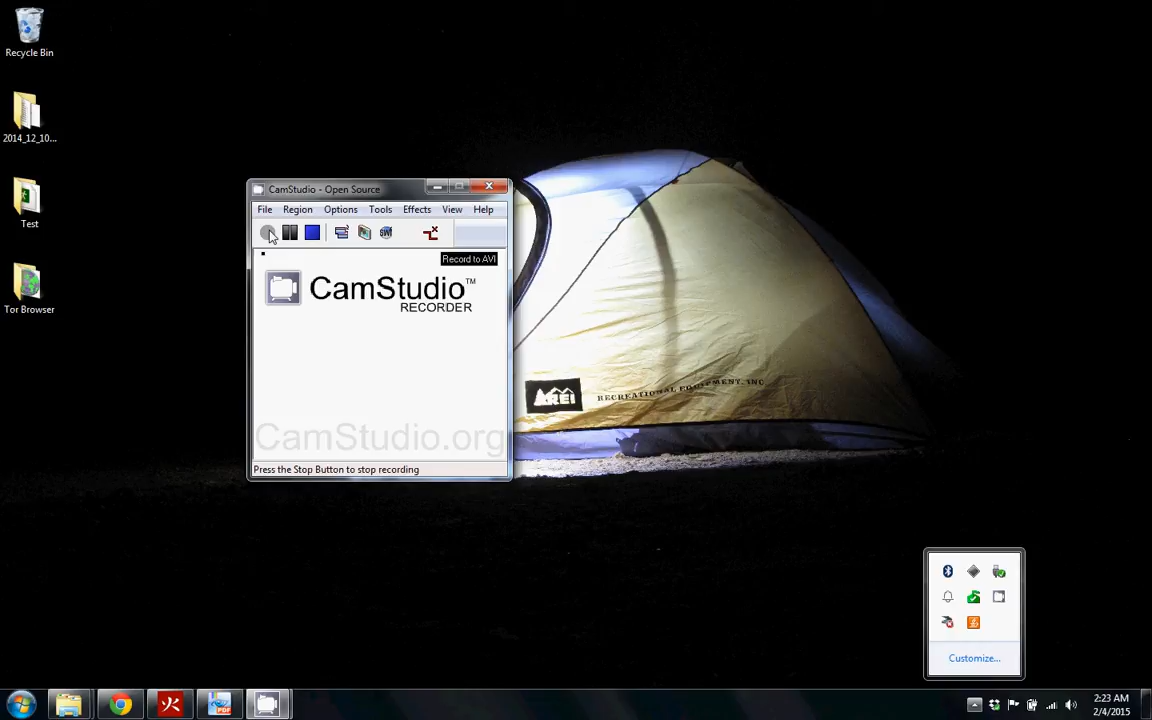 Recycle Bin
2014_12_10...
Test
Tor Browser
CamStudio - Open Source
File Region Options Tools Effects View Help
Record to AVI
CamStudio™
RECORDER
CamStudio.org
Press the Stop Button to stop recording
REI RECREATIONAL EQUIPMENT, INC
Customize...
PDF
2:23 AM
2/4/2015